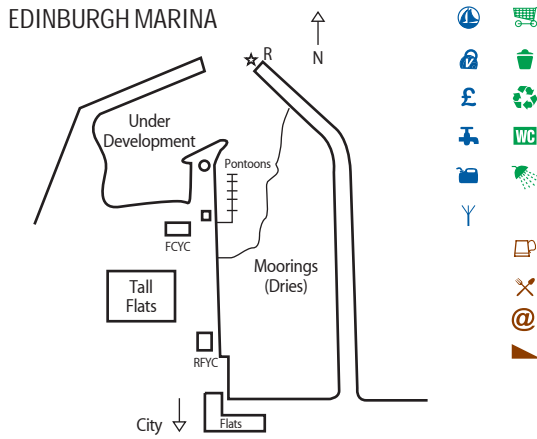 EDINBURGH MARINA
R
N
Under
Development
Pontoons
FCYC
Moorings
(Dries)
Tall
Flats
RFYC
City
Flats
£
WC
@